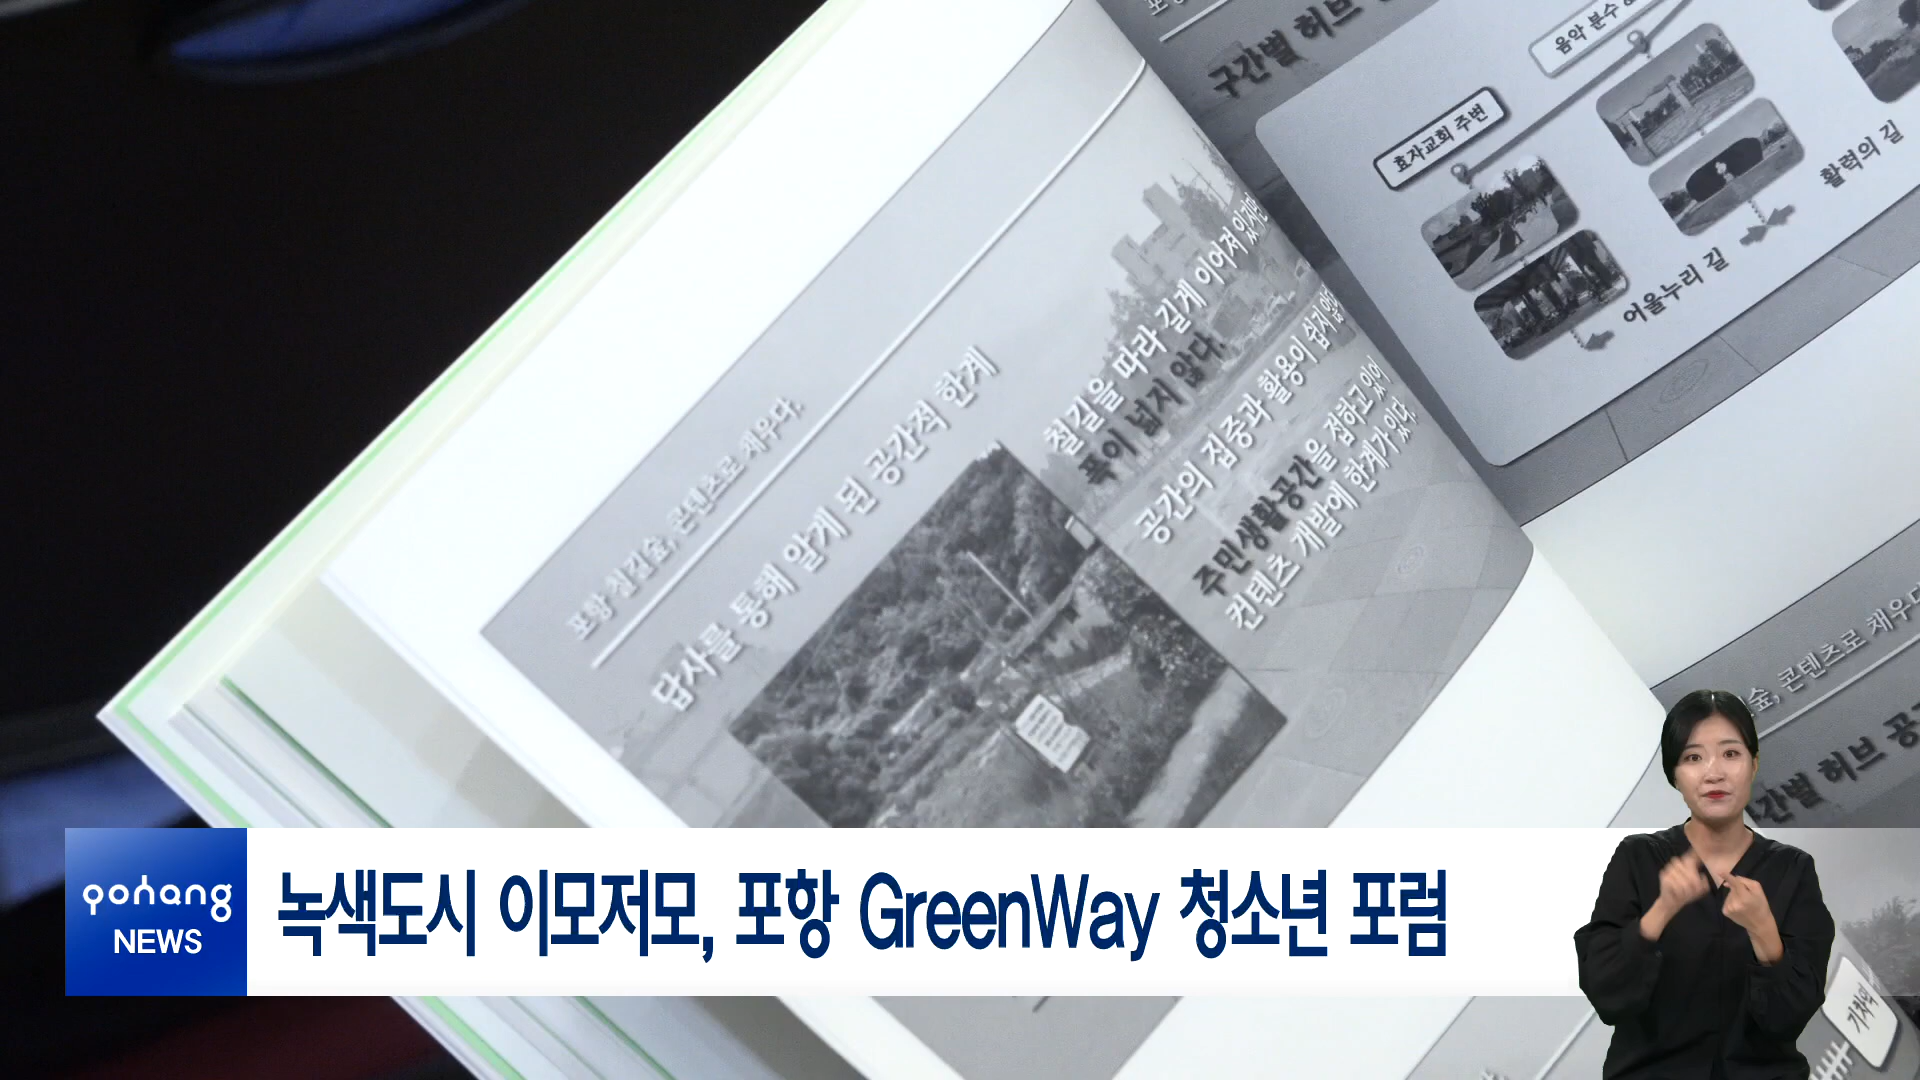 포항 철길숲, 콘텐츠로 채우다.
답사를 통해 알게 된 공간적 한계
철길을 따라 길게 이어져 있지만
폭이 넓지 않다.
공간의 집중과 활용이 쉽지 않다
주민생활공간을 접하고 있어
컨텐츠 개발에 한계가 있다.
구간별 허브
음악 분수
효자교회 주변
어울누리 길
활력의 길
숲, 콘텐츠로 채우다
구간별 허브 공
기차역
pohang
NEWS
녹색도시 이모저모, 포항 GreenWay 청소년 포럼